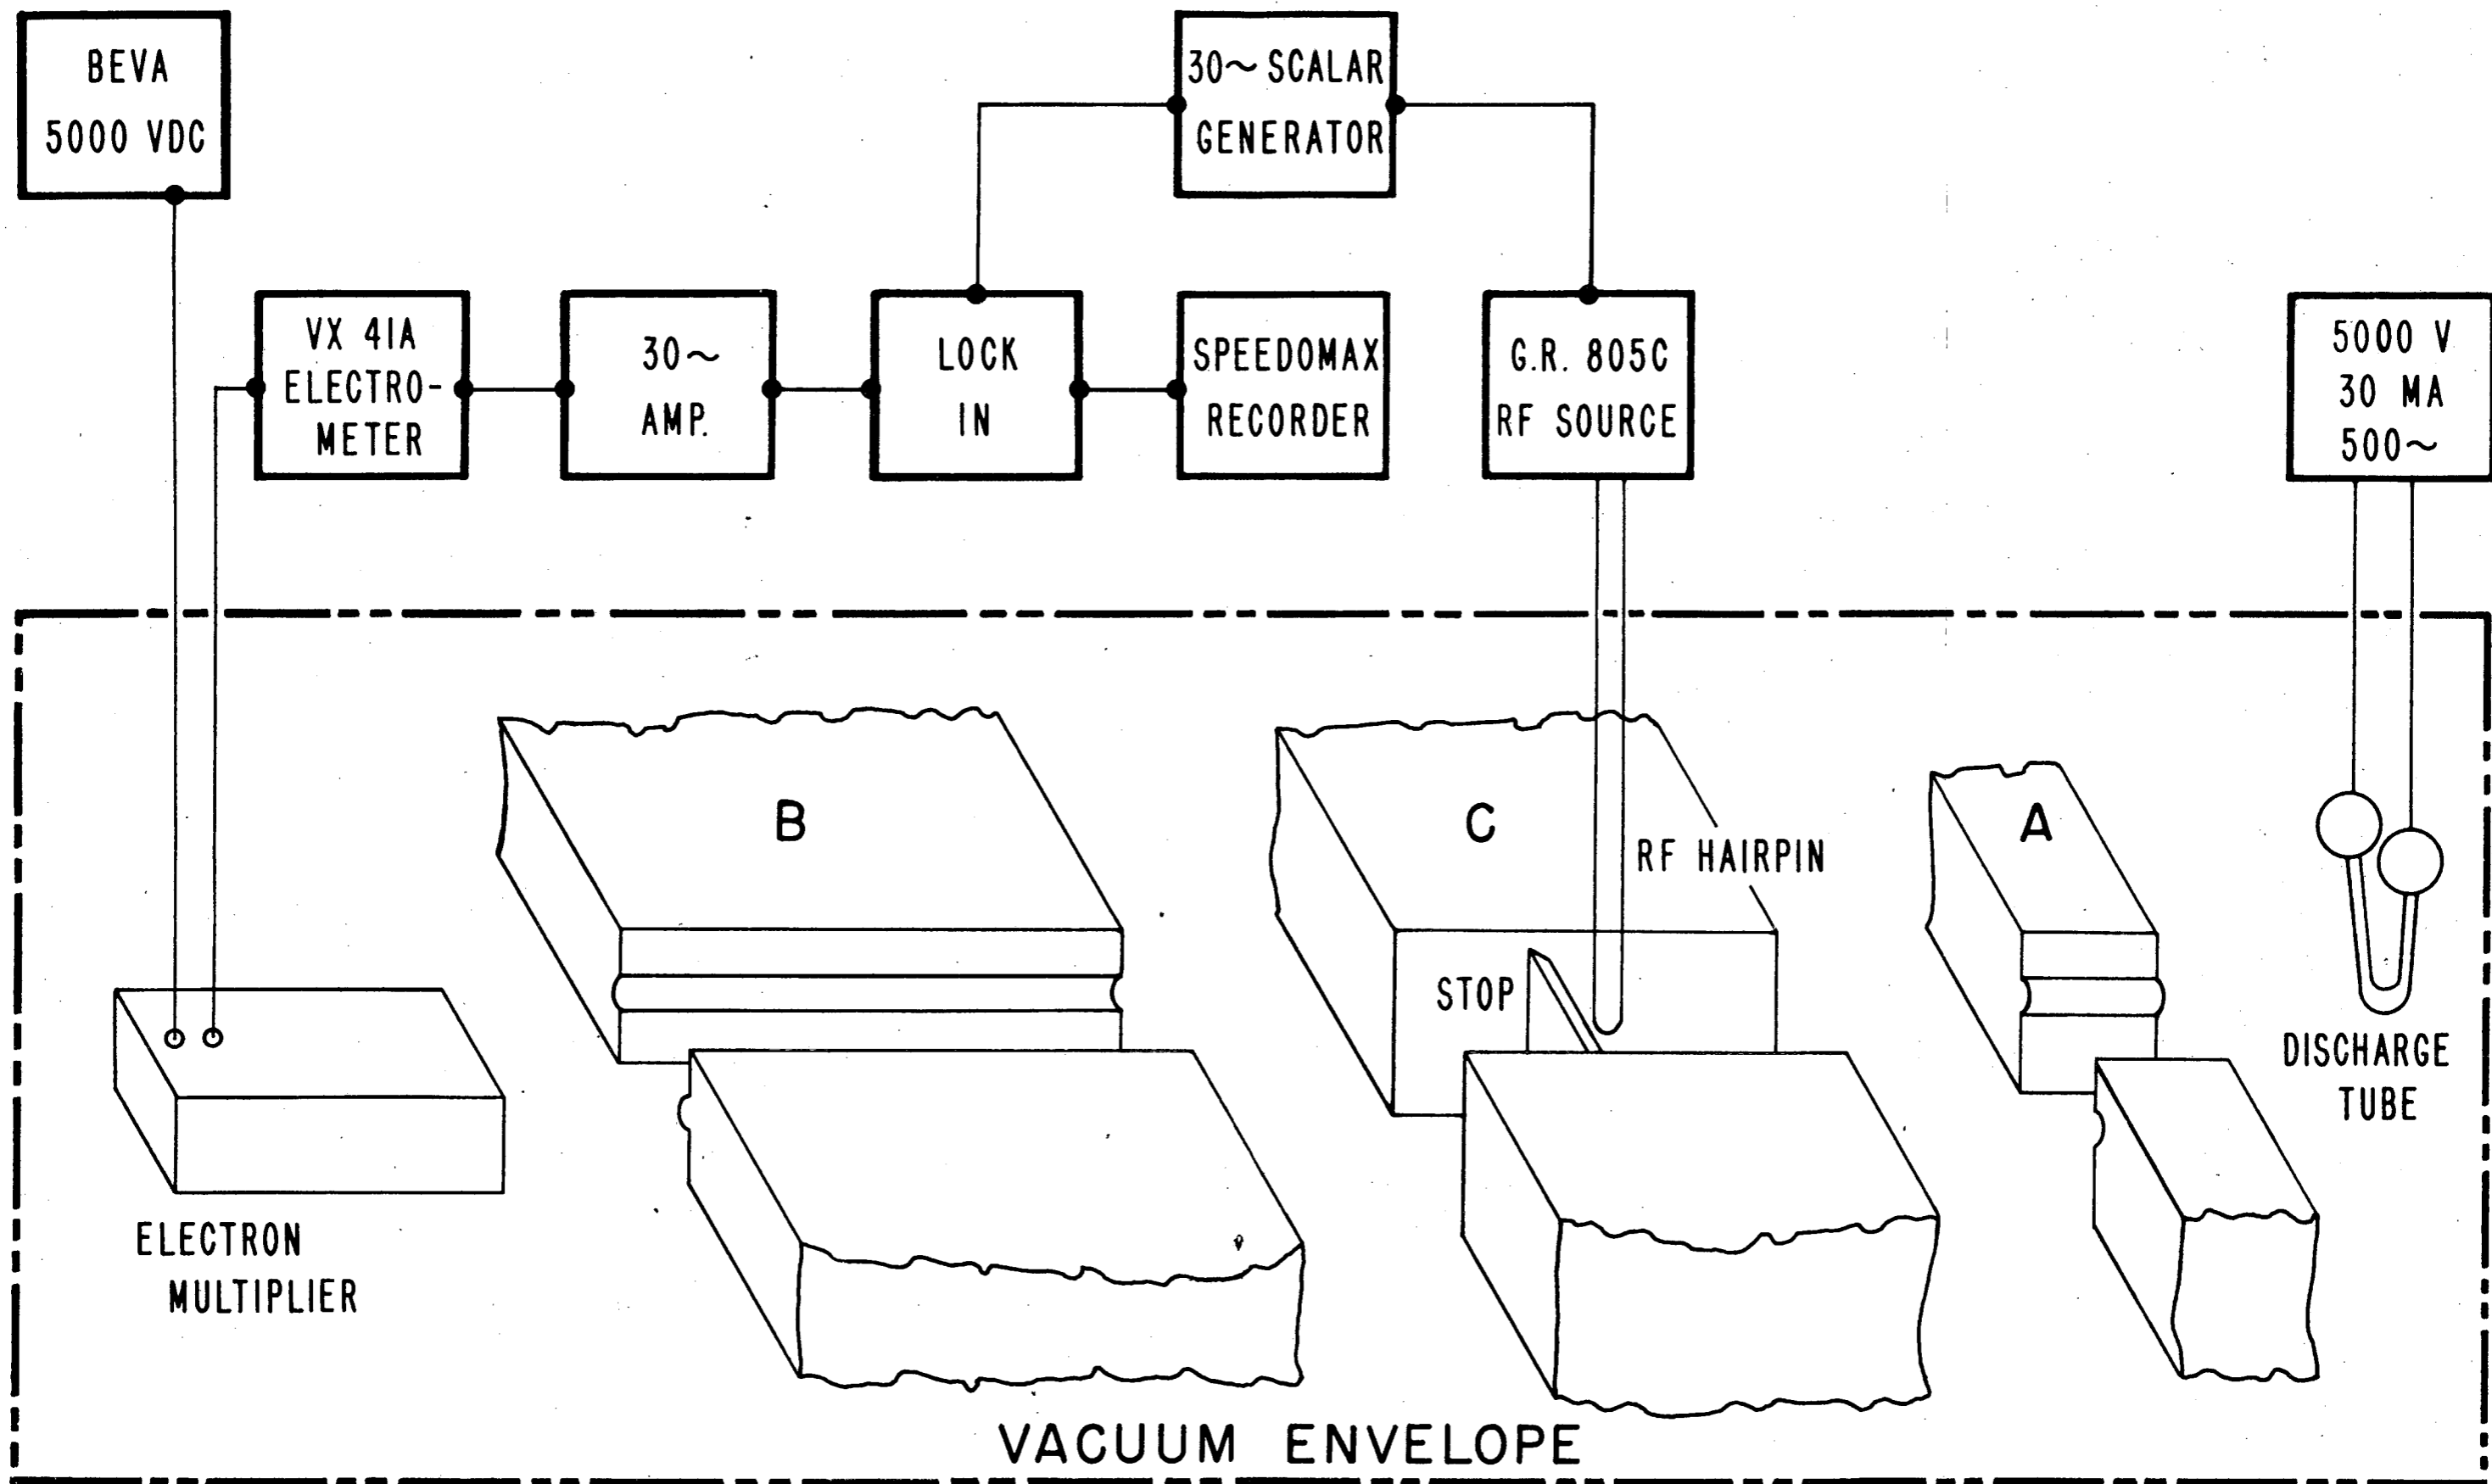 BEVA
5000 VDC
30~ SCALAR
GENERATOR
VX 41A
ELECTRO-
METER
30~
AMP.
LOCK
IN
SPEEDOMAX
RECORDER
G.R. 805C
RF SOURCE
5000 V
30 MA
500~
B
C
A
RF HAIRPIN
STOP
DISCHARGE
TUBE
ELECTRON
MULTIPLIER
VACUUM ENVELOPE